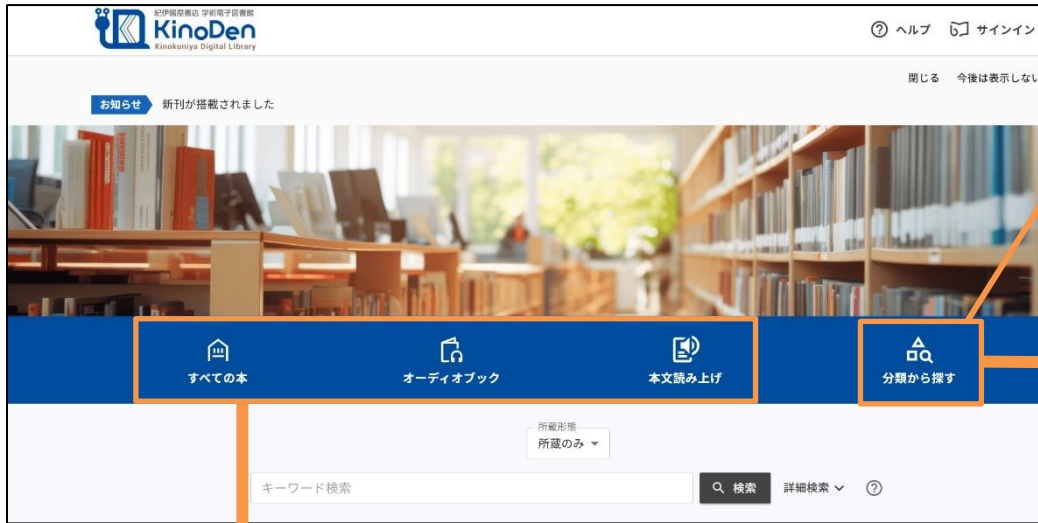 紀伊國屋書店 学術電子図書館
KinoDen
Kinokuniya Digital Library
ヘルプ サインイン
閉じる 今後は表示しない
お知らせ 新刊が搭載されました
すべての本 オーディオブック 本文読み上げ 分類から探す
所蔵形態
所蔵のみ
キーワード検索 検索 詳細検索